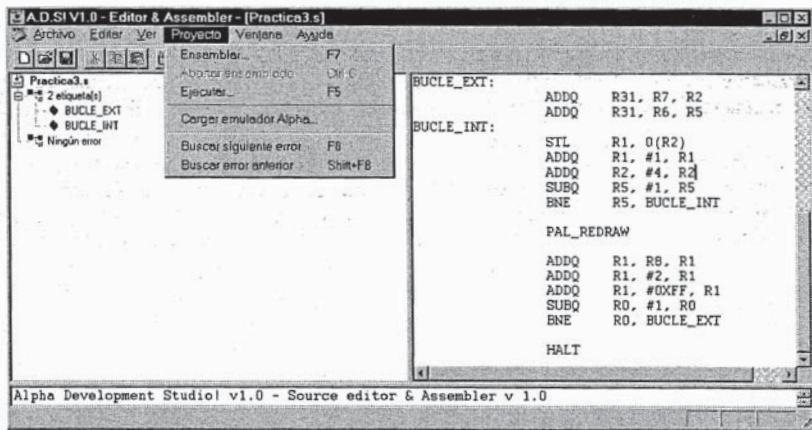 A.D.S! V1.0 - Editor & Assembler - [Practica3.s]
Archivo Editar Ver Proyecto Ventana Ayuda
Ensamblar... F7
Abortar ensamblado Ctrl-C
Ejecutar... F5
Cargar emulador Alpha...
Buscar siguiente error F8
Buscar error anterior Shift+F8
Practica3.s
2 etiqueta(s)
BUCLE_EXT
BUCLE_INT
Ningún error
BUCLE_EXT:
ADDQ R31, R7, R2
ADDQ R31, R6, R5
BUCLE_INT:
STL R1, 0(R2)
ADDQ R1, #1, R1
ADDQ R2, #4, R2
SUBQ R5, #1, R5
BNE R5, BUCLE_INT
PAL_REDRAW
ADDQ R1, R8, R1
ADDQ R1, #2, R1
ADDQ R1, #0XFF, R1
SUBQ R0, #1, R0
BNE R0, BUCLE_EXT
HALT
Alpha Development Studio! v1.0 - Source editor & Assembler v 1.0